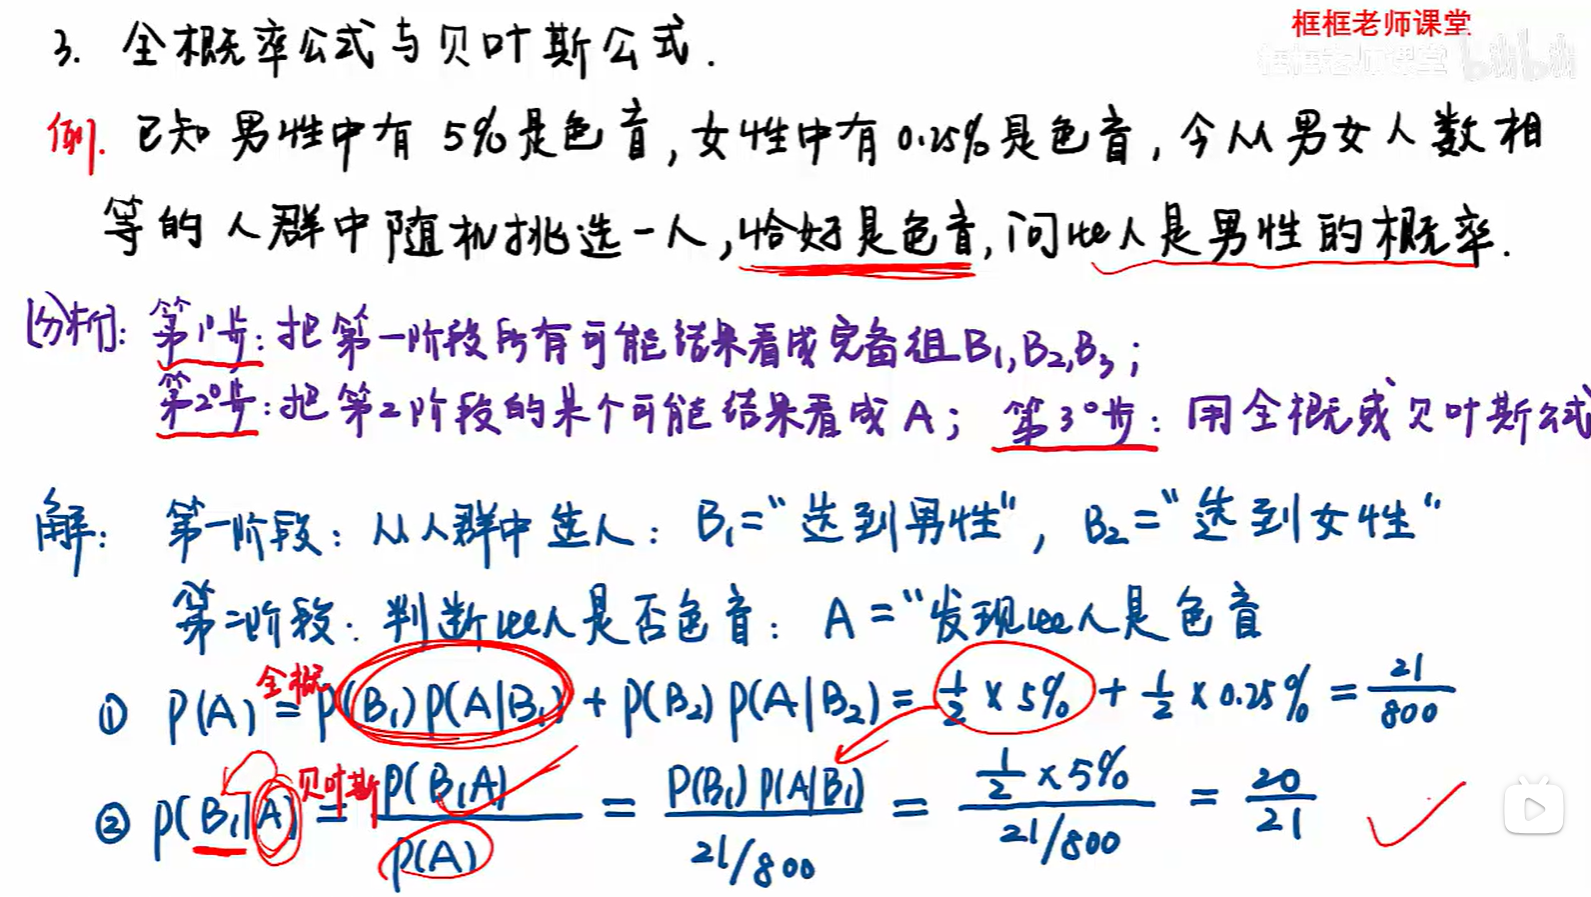 框框老师课堂
框框老师课堂 bilibili
3. 全概率公式与贝叶斯公式.
例. 已知男性中有 5% 是色盲, 女性中有 0.25% 是色盲, 今从男女人数相
等的人群中随机挑选一人, 恰好是色盲, 问此人是男性的概率.
分析: 第1°步: 把第一阶段所有可能结果看成完备组 B₁, B₂, B₃;
第2°步: 把第2阶段的某个可能结果看成 A; 第3°步: 用全概或贝叶斯公式
解: 第一阶段: 从人群中选人: B₁="选到男性", B₂="选到女性"
第二阶段: 判断此人是否色盲: A="发现此人是色盲
① P(A) 全概= P(B₁)P(A|B₁) + P(B₂)P(A|B₂) = 1/2 × 5% + 1/2 × 0.25% = 21/800
② P(B₁|A) 贝叶斯= P(B₁A)/P(A) = P(B₁)P(A|B₁)/(21/800) = (1/2 × 5%)/(21/800) = 20/21